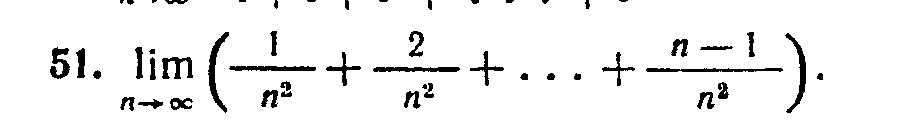 51. lim_{n→∞} (1/n² + 2/n² + ... + (n − 1)/n²).